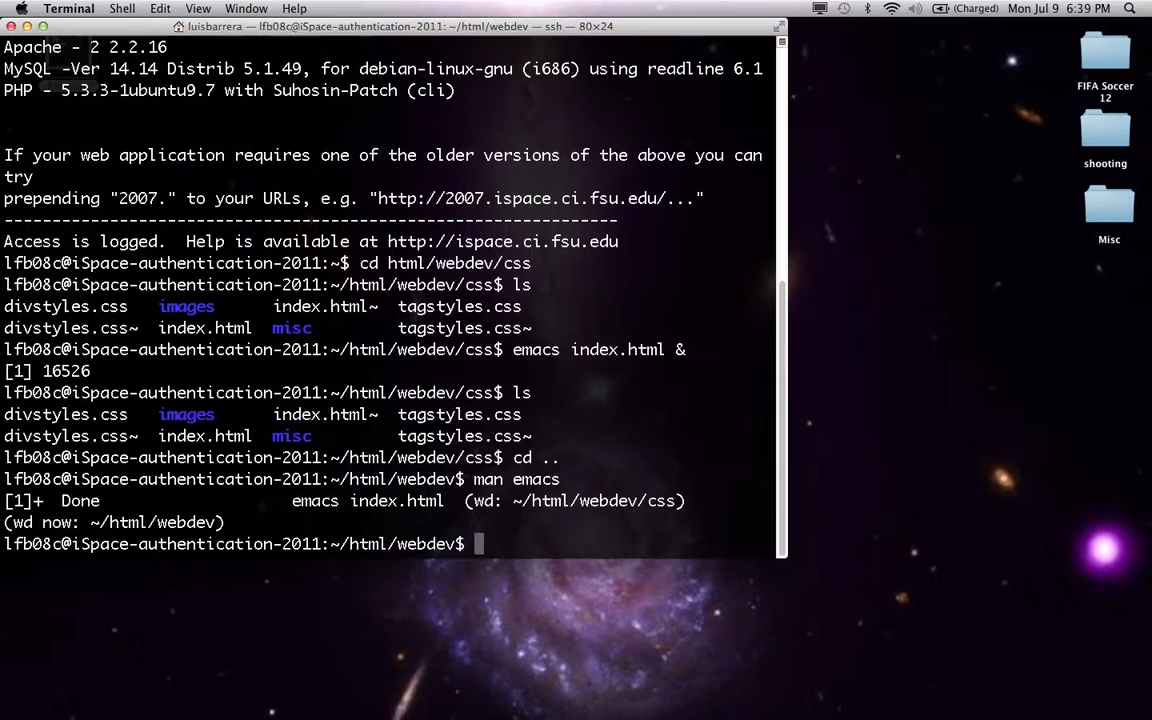 Terminal Shell Edit View Window Help (Charged) Mon Jul 9 6:39 PM
luisbarrera — lfb08c@iSpace-authentication-2011: ~/html/webdev — ssh — 80×24
Apache - 2 2.2.16
MySQL -Ver 14.14 Distrib 5.1.49, for debian-linux-gnu (i686) using readline 6.1
PHP - 5.3.3-1ubuntu9.7 with Suhosin-Patch (cli)
If your web application requires one of the older versions of the above you can
try
prepending "2007." to your URLs, e.g. "http://2007.ispace.ci.fsu.edu/..."
----------------------------------------------------------------
Access is logged.  Help is available at http://ispace.ci.fsu.edu
lfb08c@iSpace-authentication-2011:~$ cd html/webdev/css
lfb08c@iSpace-authentication-2011:~/html/webdev/css$ ls
divstyles.css   images      index.html~  tagstyles.css
divstyles.css~  index.html  misc         tagstyles.css~
lfb08c@iSpace-authentication-2011:~/html/webdev/css$ emacs index.html &
[1] 16526
lfb08c@iSpace-authentication-2011:~/html/webdev/css$ ls
divstyles.css   images      index.html~  tagstyles.css
divstyles.css~  index.html  misc         tagstyles.css~
lfb08c@iSpace-authentication-2011:~/html/webdev/css$ cd ..
lfb08c@iSpace-authentication-2011:~/html/webdev$ man emacs
[1]+  Done                    emacs index.html  (wd: ~/html/webdev/css)
(wd now: ~/html/webdev)
lfb08c@iSpace-authentication-2011:~/html/webdev$
FIFA Soccer
12
shooting
Misc